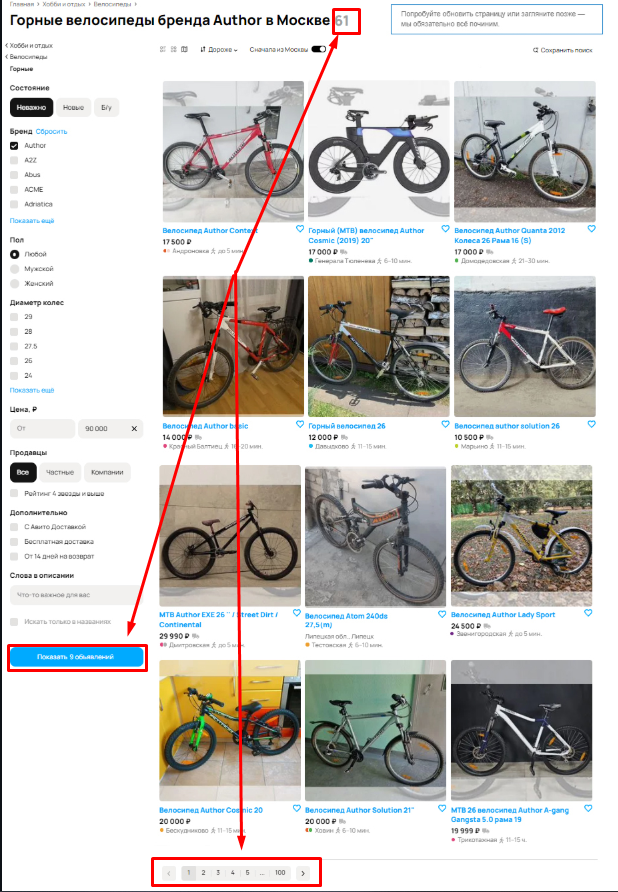 Главная › Хобби и отдых › Велосипеды ›
Горные велосипеды бренда Author в Москве 61
Попробуйте обновить страницу или загляните позже —
мы обязательно всё починим.
Хобби и отдых
Велосипеды
Горные
Дороже
Сначала из Москвы
Сохранить поиск
Состояние
Неважно
Новые
Б/у
Бренд Сбросить
Author
A2Z
Abus
ACME
Adriatica
Показать ещё
Пол
Любой
Мужской
Женский
Диаметр колес
29
28
27.5
26
24
Показать ещё
Цена, ₽
От
90 000
Продавцы
Все
Частные
Компании
Рейтинг 4 звезды и выше
Дополнительно
С Авито Доставкой
Бесплатная доставка
От 14 дней на возврат
Слова в описании
Что-то важное для вас
Искать только в названиях
Показать 9 объявлений
Велосипед Author Context
17 500 ₽
Андроновка до 5 мин.
Горный (МТВ) велосипед Author
Cosmic (2019) 20"
17 000 ₽
Генерала Тюленева 6–10 мин.
Велосипед Author Quanta 2012
Колеса 26 Рама 16 (S)
17 000 ₽
Домодедовская 21–30 мин.
Велосипед Author basic
14 000 ₽
Красный Балтиец 16–20 мин.
Горный велосипед 26
12 000 ₽
Давыдково 11–15 мин.
Велосипед author solution 26
10 500 ₽
Марьино 11–15 мин.
МТВ Author EXE 26 '' / Street Dirt /
Continental
29 990 ₽
Дмитровская до 5 мин.
Велосипед Atom 240ds
27,5(m)
Липецкая обл., Липецк
Тестовская 6–10 мин.
Велосипед Author Lady Sport
24 500 ₽
Звенигородская до 5 мин.
Велосипед Author Cosmic 20
20 000 ₽
Бескудниково 11–15 мин.
Велосипед Author Solution 21"
20 000 ₽
Ховрино 6–10 мин.
МТВ 26 велосипед Author A-gang
Gangsta 5.0 рама 19
19 999 ₽
Трикотажная 11–15 ч.
1 2 3 4 5 ... 100